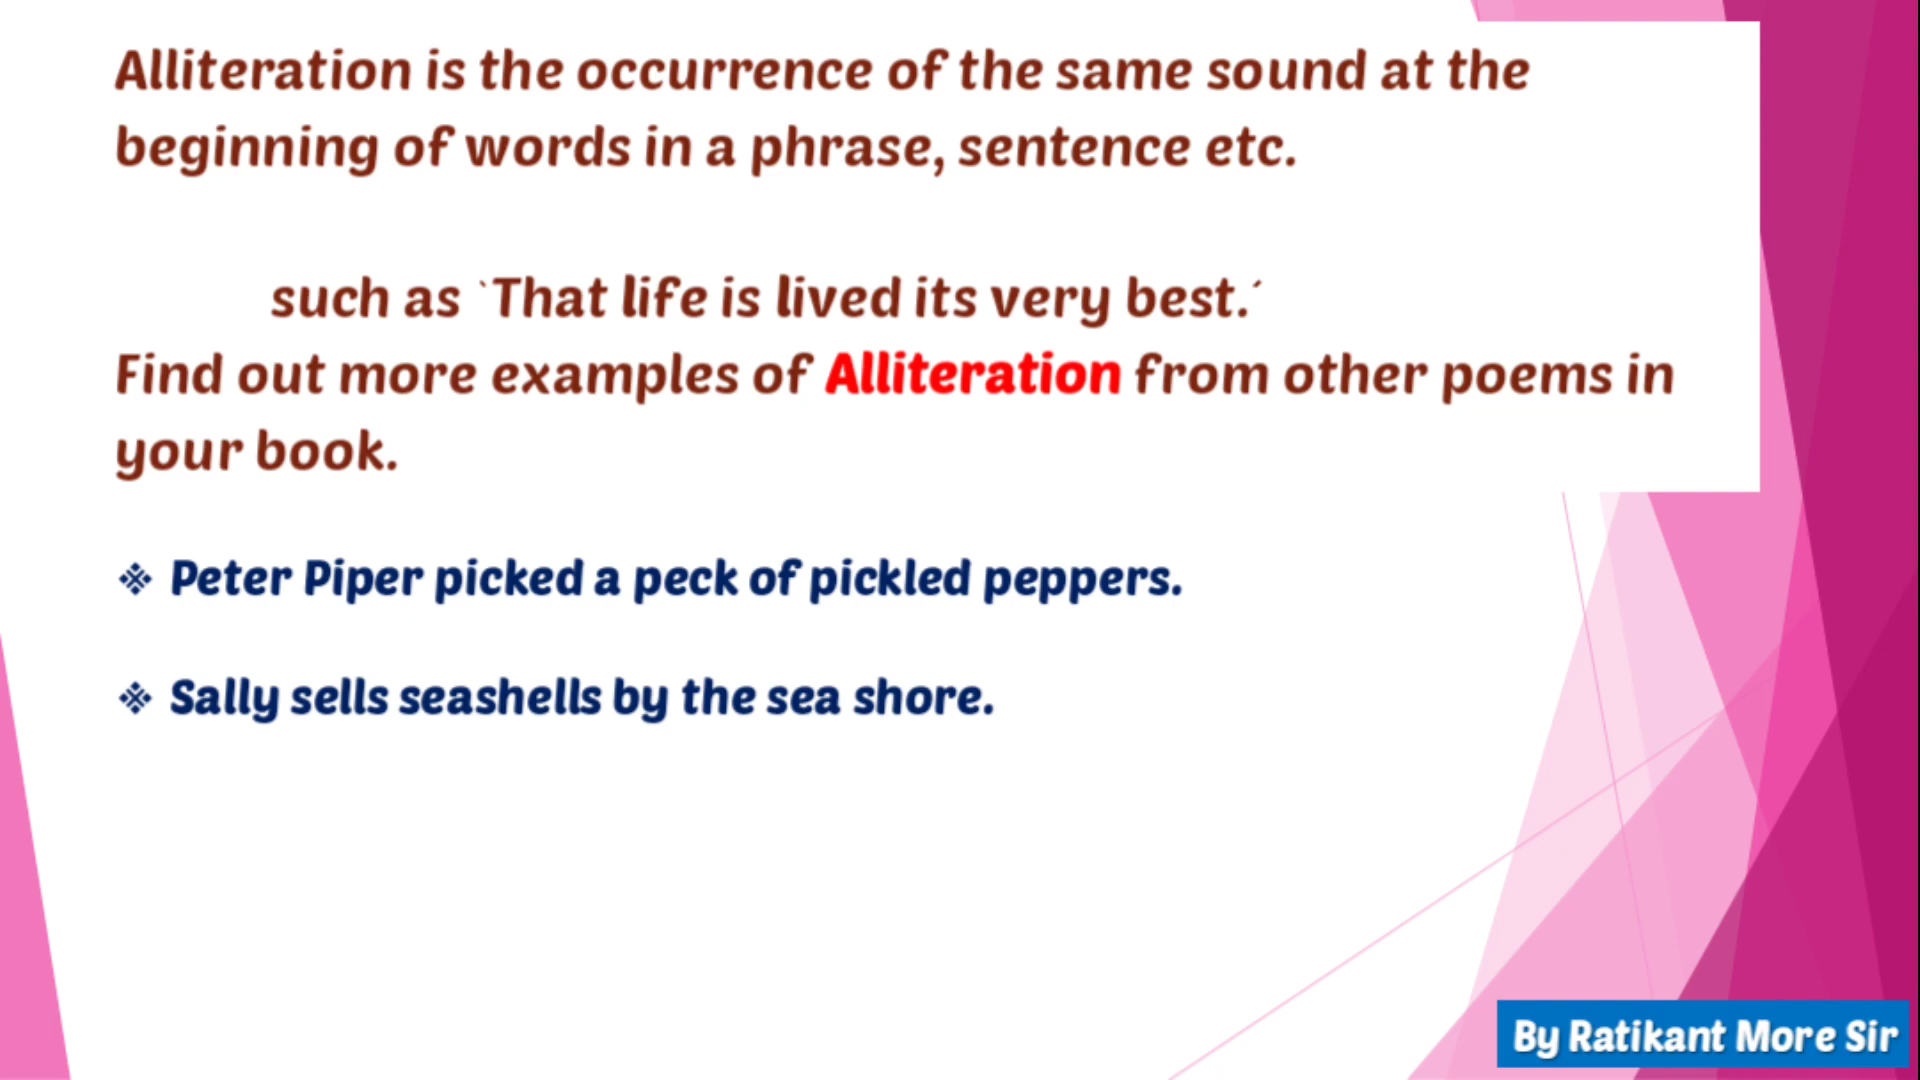 Alliteration is the occurrence of the same sound at the
beginning of words in a phrase, sentence etc.
such as `That life is lived its very best.´
Find out more examples of Alliteration from other poems in
your book.
❖ Peter Piper picked a peck of pickled peppers.
❖ Sally sells seashells by the sea shore.
By Ratikant More Sir